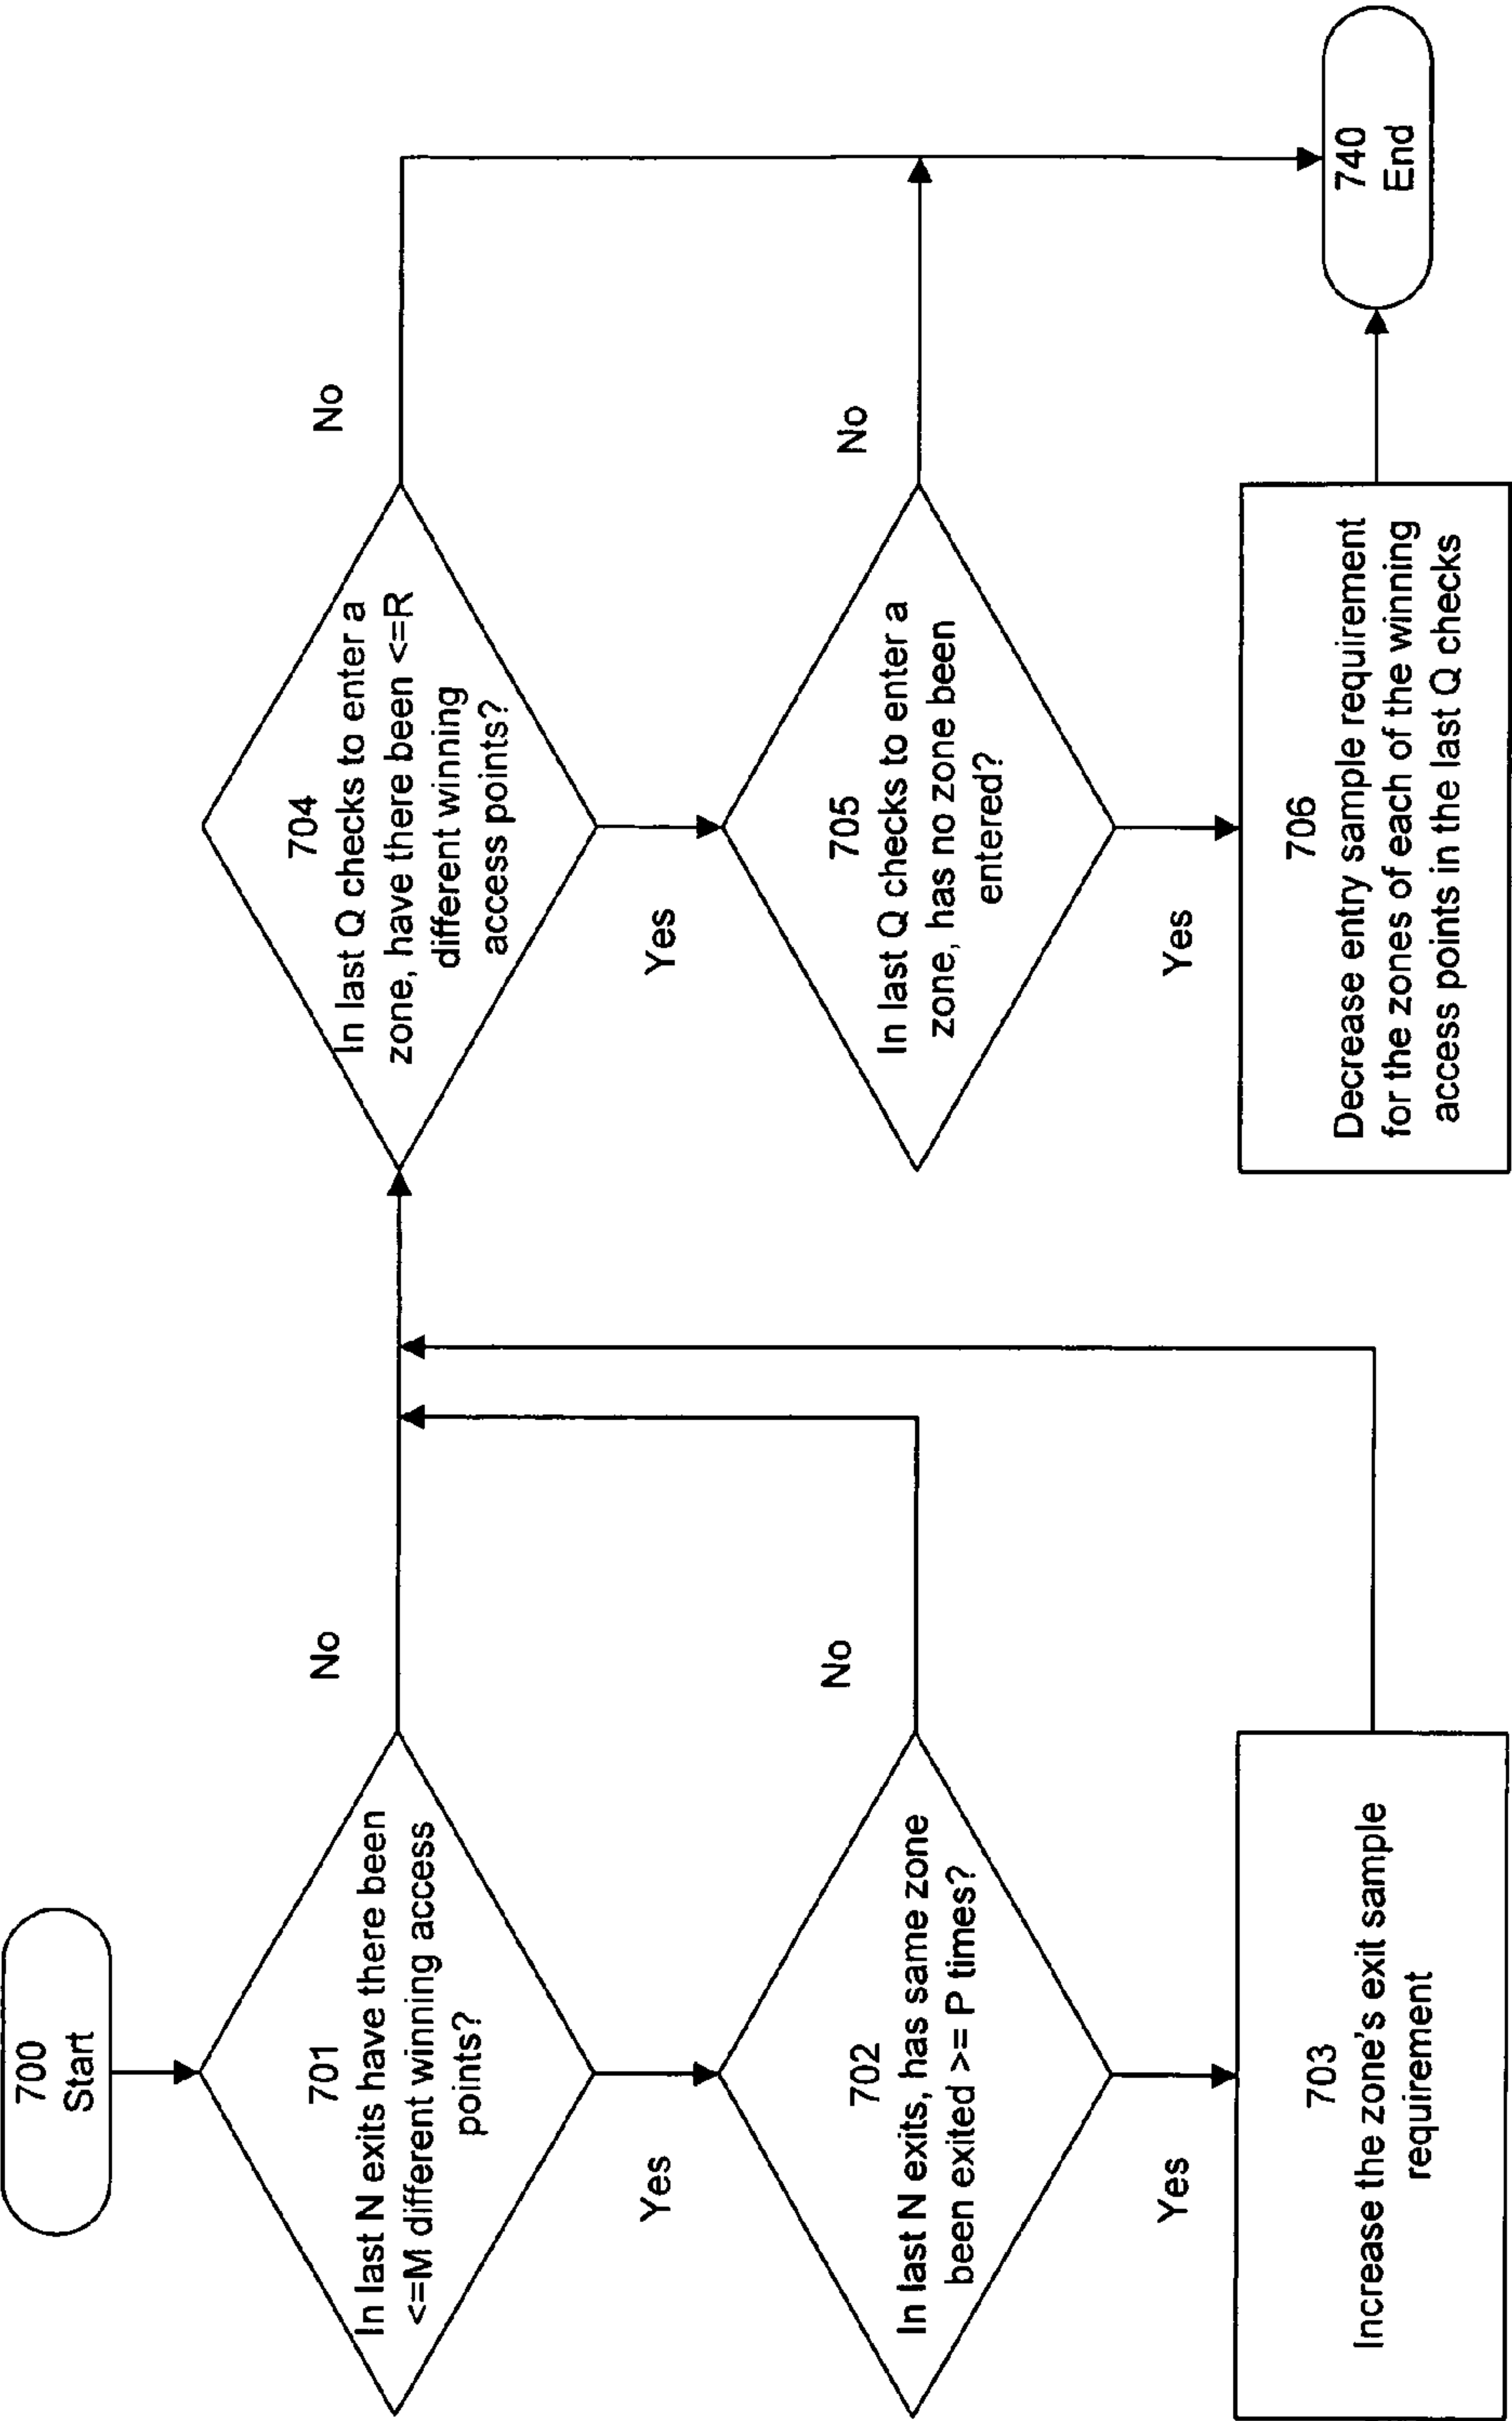 700
Start
701
In last N exits have there been
<=M different winning access
points?
No
Yes
702
In last N exits, has same zone
been exited >= P times?
No
Yes
703
Increase the zone's exit sample
requirement
704
In last Q checks to enter a
zone, have there been <=R
different winning
access points?
No
Yes
705
In last Q checks to enter a
zone, has no zone been
entered?
No
Yes
706
Decrease entry sample requirement
for the zones of each of the winning
access points in the last Q checks
740
End